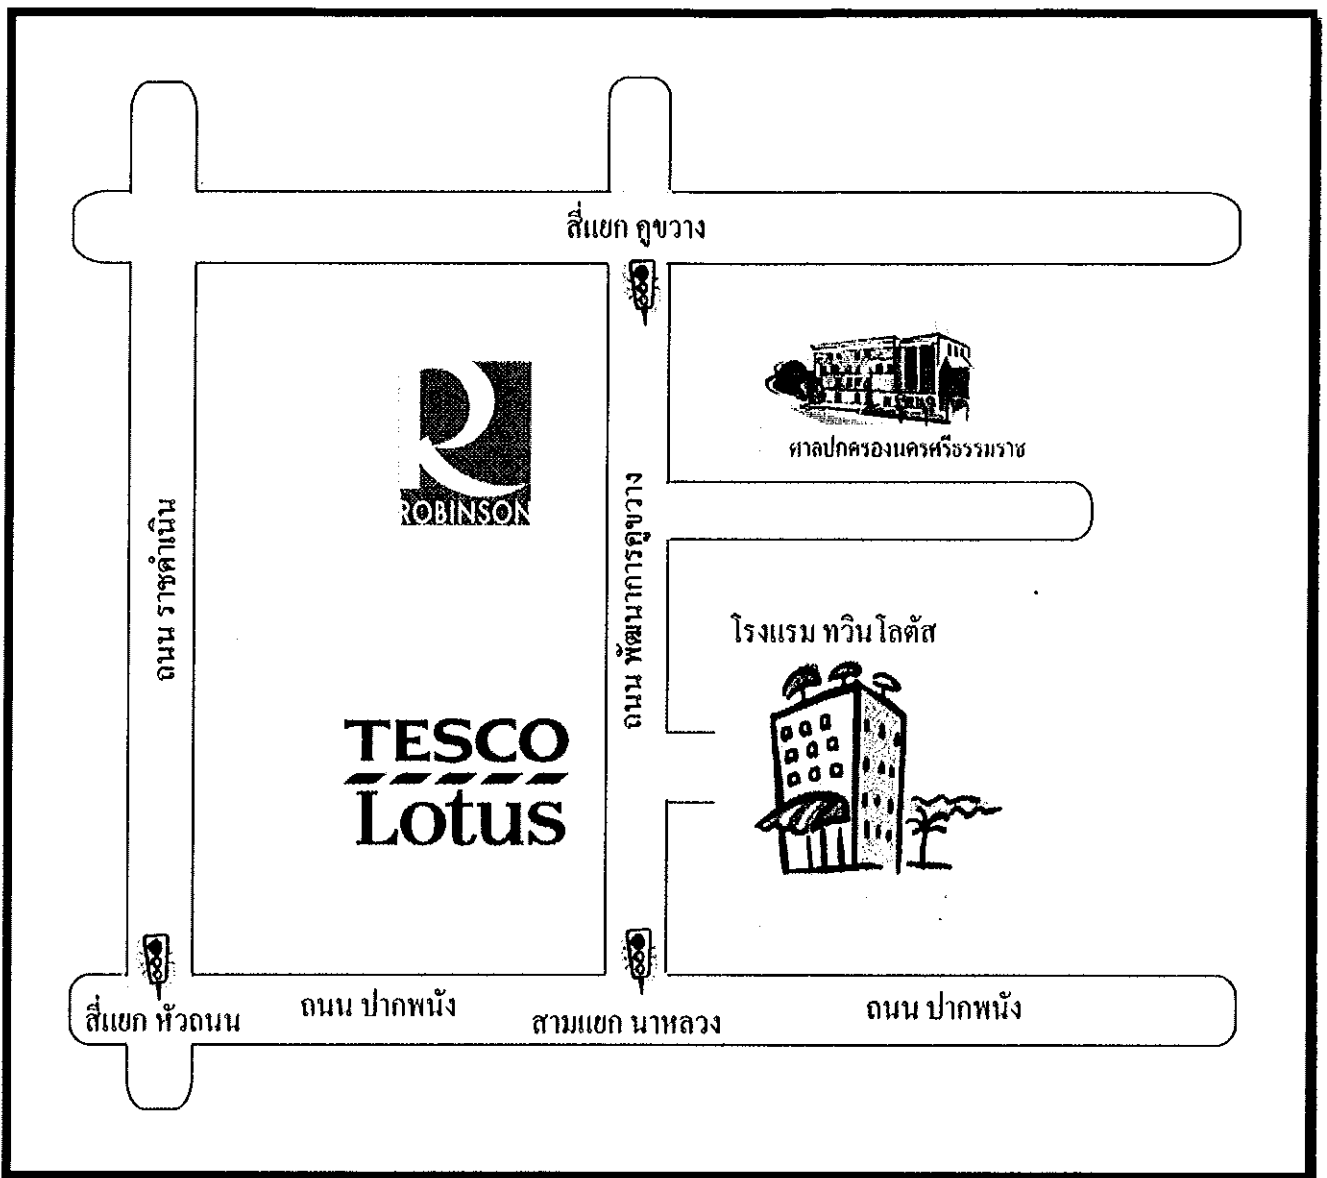 สี่แยก คูขวาง
ROBINSON
ศาลปกครองนครศรีธรรมราช
ถนน ราชดำเนิน
ถนน พัฒนาการคูขวาง
โรงแรม ทวินโลตัส
TESCO
Lotus
สี่แยก หัวถนน
ถนน ปากพนัง
สามแยก นาหลวง
ถนน ปากพนัง